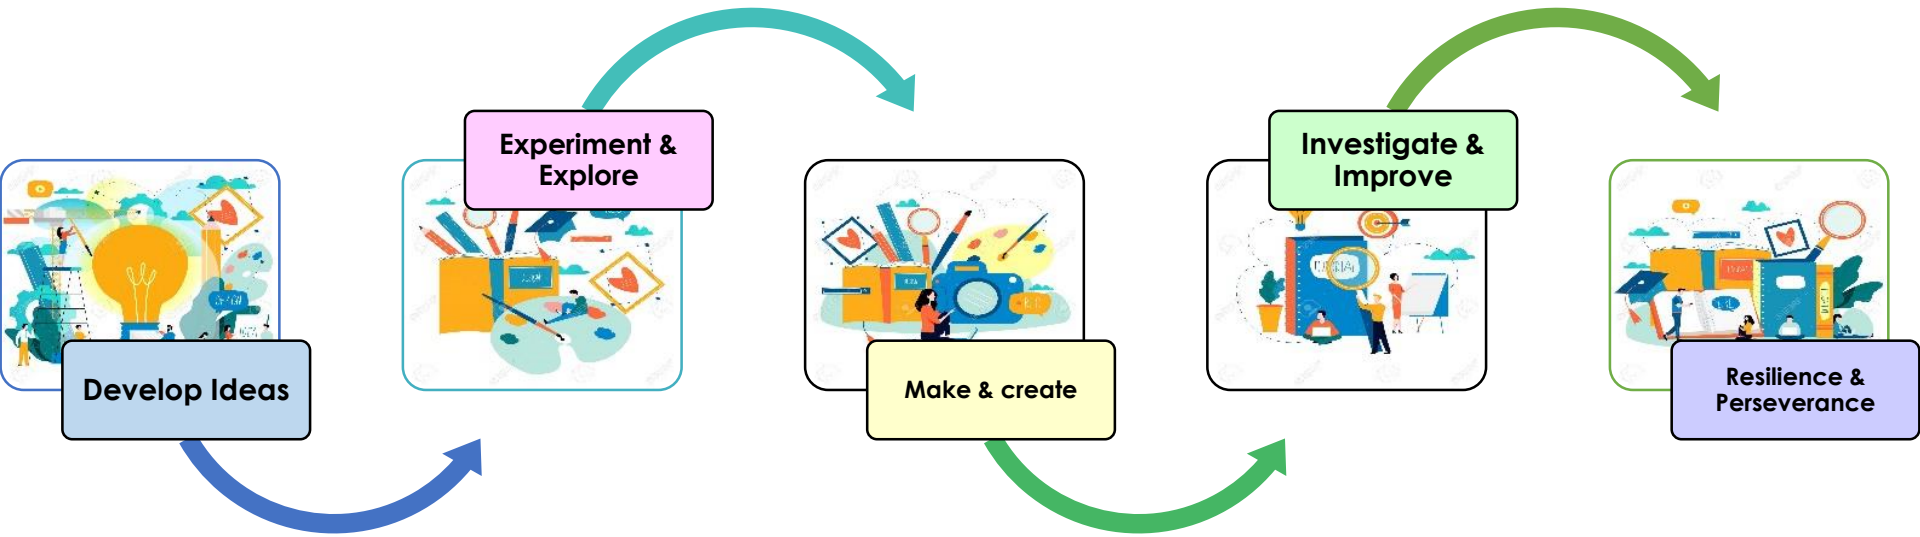 Develop Ideas
Experiment &
Explore
Make & create
Investigate &
Improve
Resilience &
Perseverance